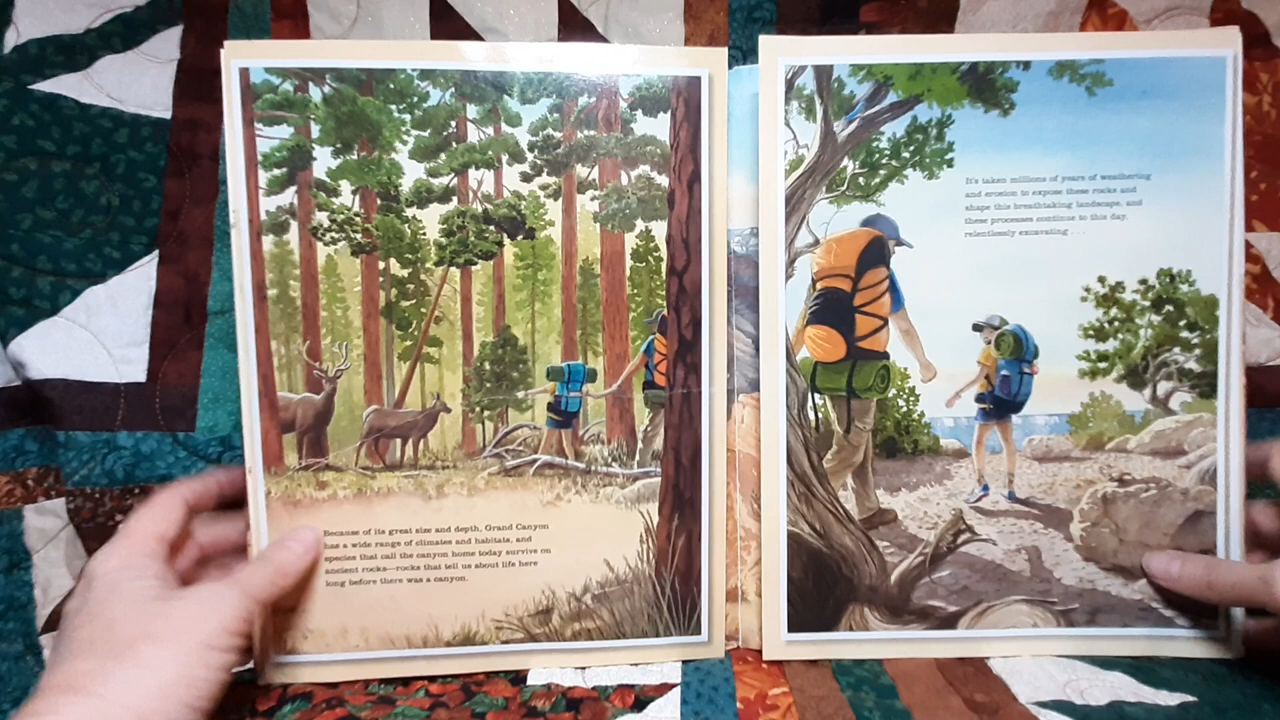 Because of its great size and depth, Grand Canyon
has a wide range of climates and habitats, and
species that call the canyon home today survive on
ancient rocks—rocks that tell us about life here
long before there was a canyon.
It's taken millions of years of weathering
and erosion to expose these rocks and
shape this breathtaking landscape, and
these processes continue to this day,
relentlessly excavating . . .